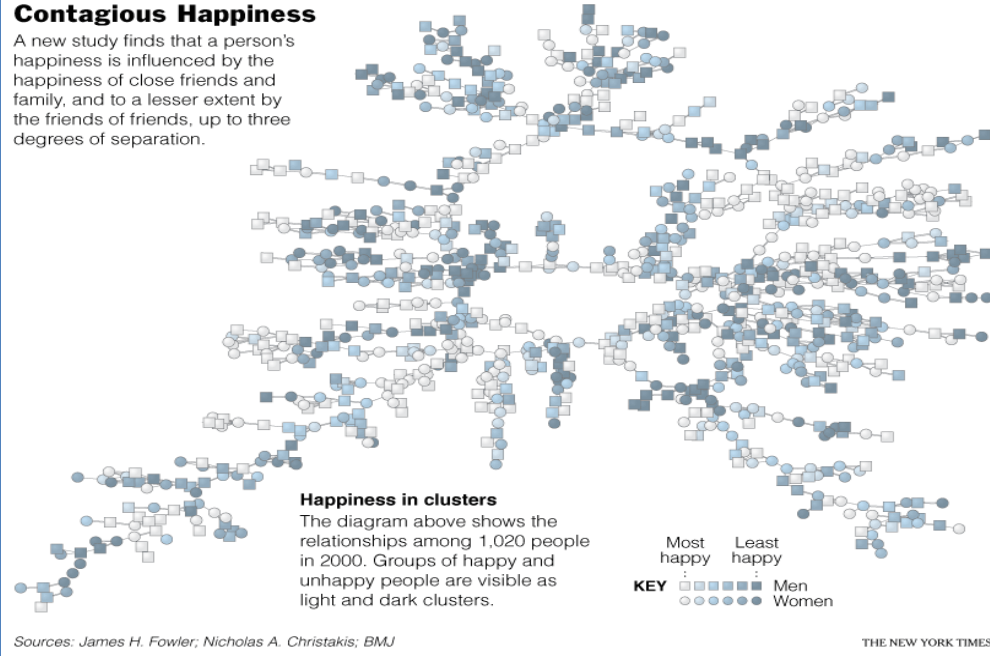 Contagious Happiness
A new study finds that a person's
happiness is influenced by the
happiness of close friends and
family, and to a lesser extent by
the friends of friends, up to three
degrees of separation.
Happiness in clusters
The diagram above shows the
relationships among 1,020 people
in 2000. Groups of happy and
unhappy people are visible as
light and dark clusters.
Most happy
Least happy
KEY
Men
Women
Sources: James H. Fowler; Nicholas A. Christakis; BMJ
THE NEW YORK TIMES